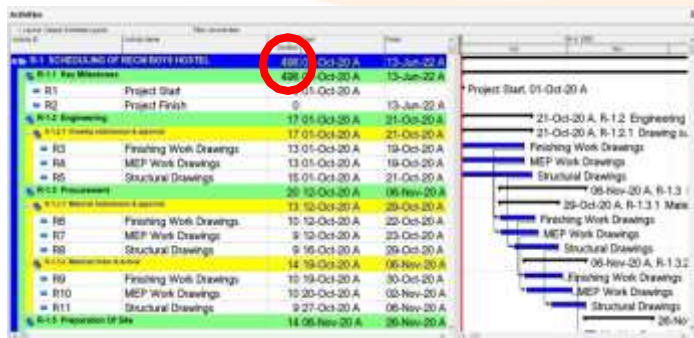 Activities
R-1 SCHEDULING OF RECW BOYS HOSTEL 498 01-Oct-20 A 13-Jun-22 A
R-1.1 Key Milestones 498 01-Oct-20 A 13-Jun-22 A
R1 Project Start 01-Oct-20 A Project Start, 01-Oct-20 A
R2 Project Finish 0 13-Jun-22 A
R-1.2 Engineering 17 01-Oct-20 A 21-Oct-20 A 21-Oct-20 A, R-1.2 Engineering
R-1.2.1 17 01-Oct-20 A 21-Oct-20 A 21-Oct-20 A, R-1.2.1 Drawing su
R3 Finishing Work Drawings 13 01-Oct-20 A 19-Oct-20 A Finishing Work Drawings
R4 MEP Work Drawings 13 01-Oct-20 A 19-Oct-20 A MEP Work Drawings
R5 Structural Drawings 15 01-Oct-20 A 21-Oct-20 A Structural Drawings
R-1.3 Procurement 20 12-Oct-20 A 06-Nov-20 A 06-Nov-20 A, R-1.3
13 12-Oct-20 A 29-Oct-20 A 29-Oct-20 A, R-1.3.1 Mate
R6 Finishing Work Drawings 10 12-Oct-20 A 22-Oct-20 A Finishing Work Drawings
R7 MEP Work Drawings 9 12-Oct-20 A 23-Oct-20 A MEP Work Drawings
R8 Structural Drawings 9 16-Oct-20 A 29-Oct-20 A Structural Drawings
14 19-Oct-20 A 06-Nov-20 A 06-Nov-20 A, R-1.3.2
R9 Finishing Work Drawings 10 19-Oct-20 A 30-Oct-20 A Finishing Work Drawings
R10 MEP Work Drawings 10 20-Oct-20 A 02-Nov-20 A MEP Work Drawings
R11 Structural Drawings 9 27-Oct-20 A 06-Nov-20 A Structural Drawings
R-1.5 Preparation Of Site 14 06-Nov-20 A 26-Nov-20 A 26-Nov